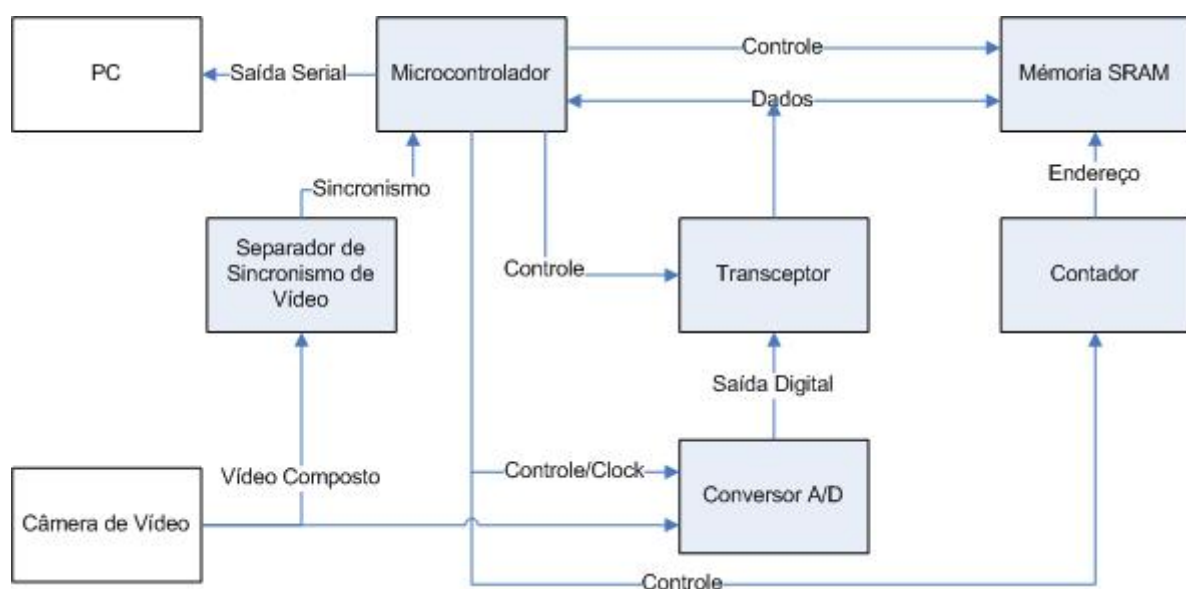 PC
Saída Serial
Microcontrolador
Controle
Dados
Mémoria SRAM
Sincronismo
Endereço
Separador de
Sincronismo de
Vídeo
Controle
Transceptor
Contador
Saída Digital
Vídeo Composto
Controle/Clock
Conversor A/D
Câmera de Vídeo
Controle